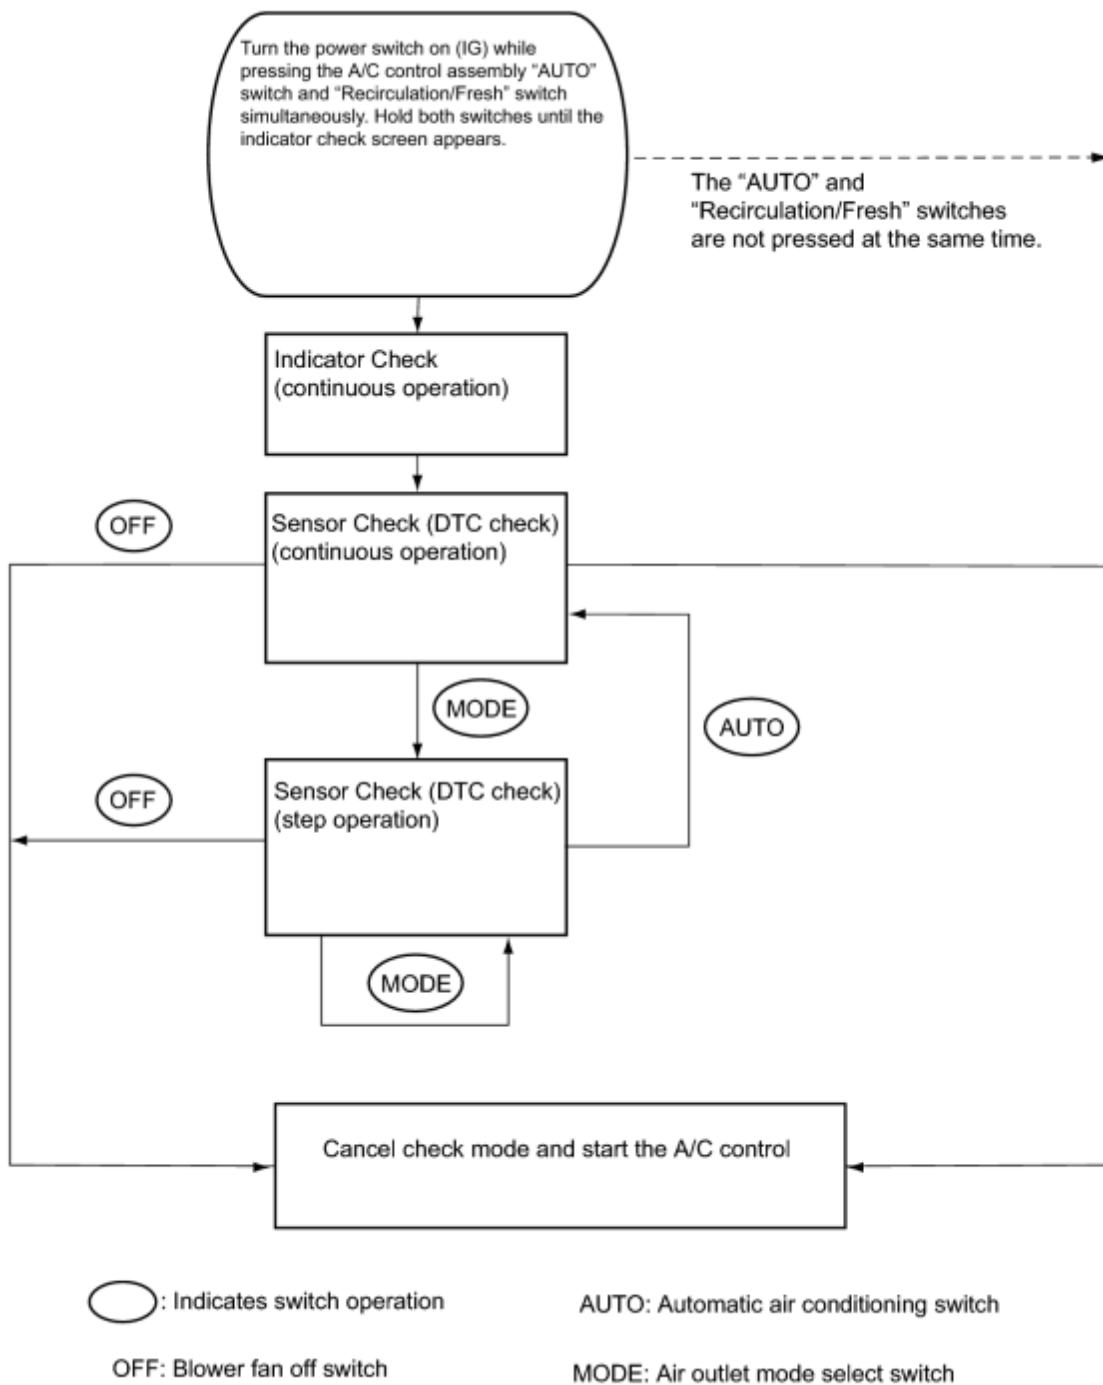 Turn the power switch on (IG) while
pressing the A/C control assembly “AUTO”
switch and “Recirculation/Fresh” switch
simultaneously. Hold both switches until the
indicator check screen appears.
The “AUTO” and
“Recirculation/Fresh” switches
are not pressed at the same time.
Indicator Check
(continuous operation)
OFF
Sensor Check (DTC check)
(continuous operation)
MODE
AUTO
OFF
Sensor Check (DTC check)
(step operation)
MODE
Cancel check mode and start the A/C control
: Indicates switch operation
AUTO: Automatic air conditioning switch
OFF: Blower fan off switch
MODE: Air outlet mode select switch